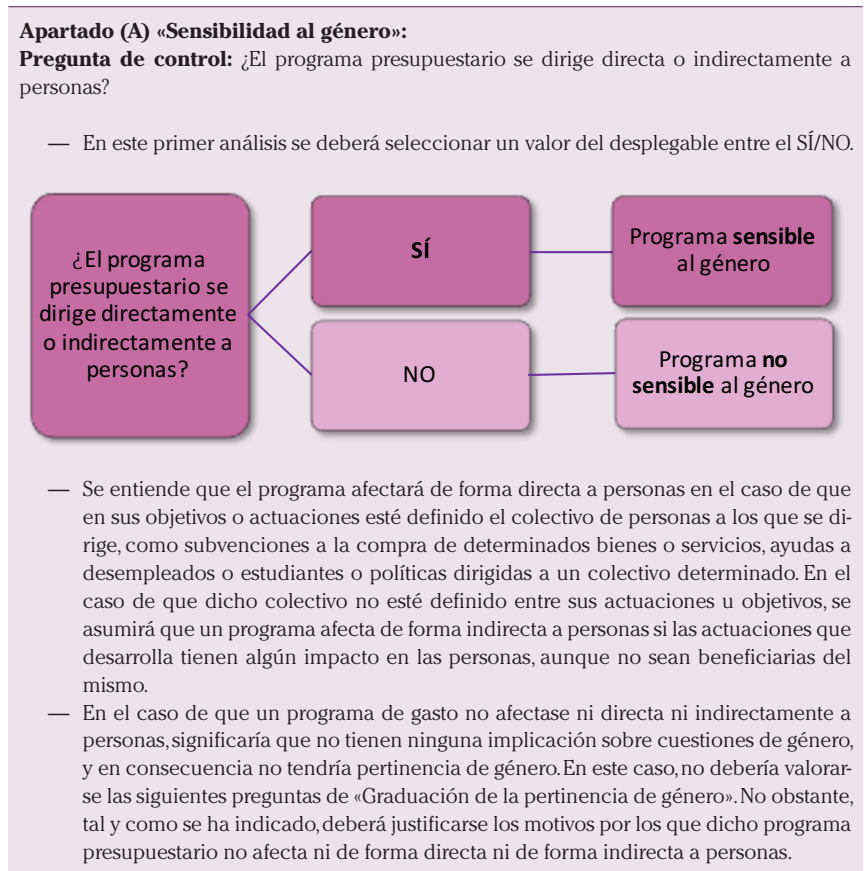 Apartado (A) «Sensibilidad al género»:
Pregunta de control: ¿El programa presupuestario se dirige directa o indirectamente a
personas?
— En este primer análisis se deberá seleccionar un valor del desplegable entre el SÍ/NO.
¿El programa
presupuestario se
dirige directamente
o indirectamente a
personas?
SÍ
Programa sensible
al género
NO
Programa no
sensible al género
— Se entiende que el programa afectará de forma directa a personas en el caso de que
en sus objetivos o actuaciones esté definido el colectivo de personas a los que se di-
rige, como subvenciones a la compra de determinados bienes o servicios, ayudas a
desempleados o estudiantes o políticas dirigidas a un colectivo determinado. En el
caso de que dicho colectivo no esté definido entre sus actuaciones u objetivos, se
asumirá que un programa afecta de forma indirecta a personas si las actuaciones que
desarrolla tienen algún impacto en las personas, aunque no sean beneficiarias del
mismo.
— En el caso de que un programa de gasto no afectase ni directa ni indirectamente a
personas, significaría que no tienen ninguna implicación sobre cuestiones de género,
y en consecuencia no tendría pertinencia de género. En este caso, no debería valorar-
se las siguientes preguntas de «Graduación de la pertinencia de género». No obstante,
tal y como se ha indicado, deberá justificarse los motivos por los que dicho programa
presupuestario no afecta ni de forma directa ni de forma indirecta a personas.